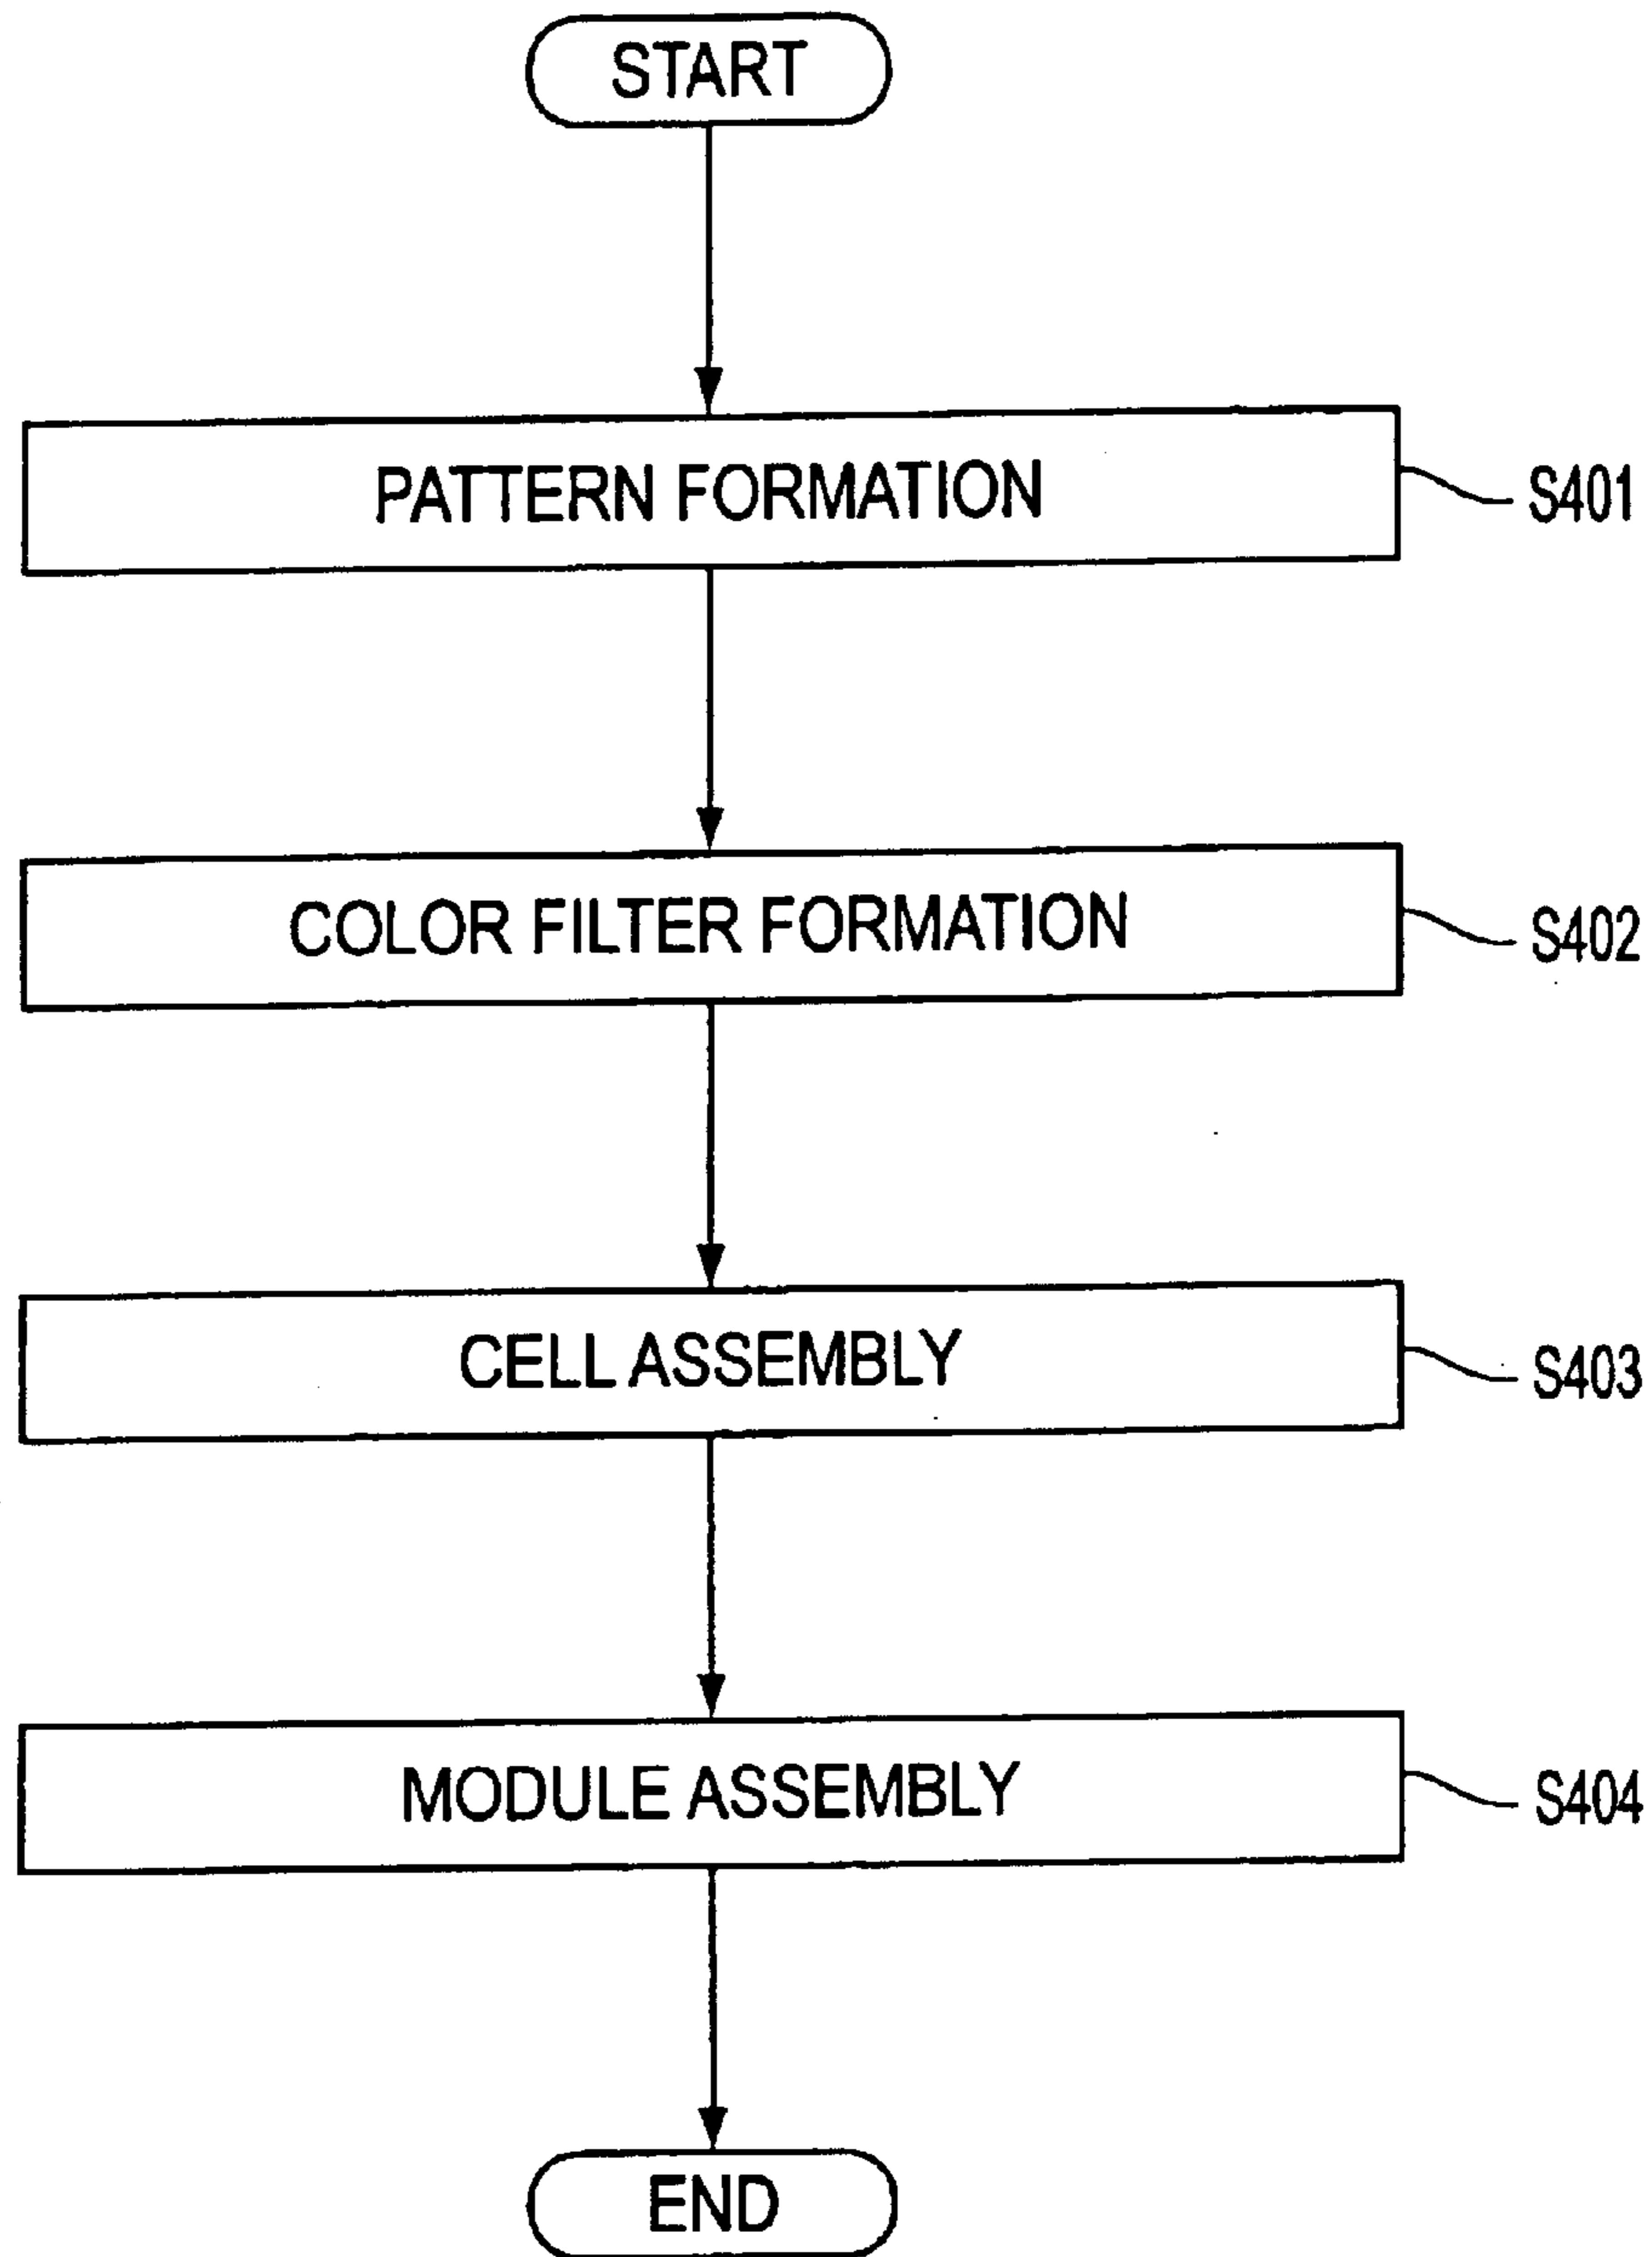 START
PATTERN FORMATION
S401
COLOR FILTER FORMATION
S402
CELL ASSEMBLY
S403
MODULE ASSEMBLY
S404
END